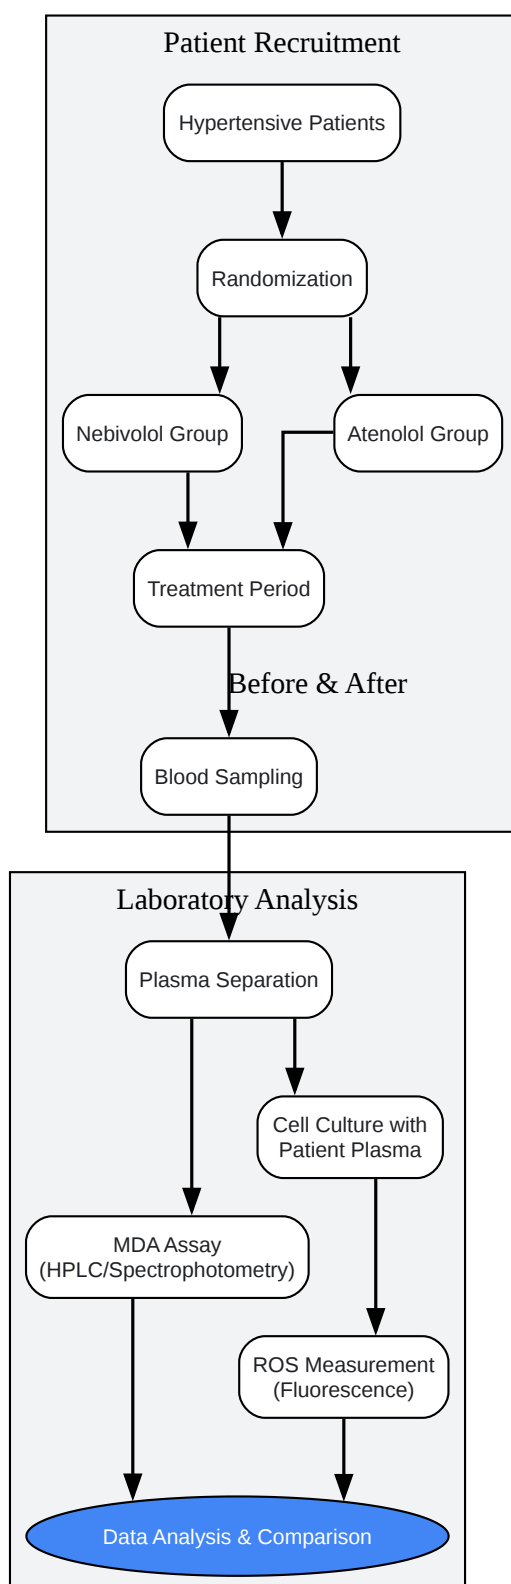 Patient Recruitment
Hypertensive Patients
Randomization
Nebivolol Group
Atenolol Group
Treatment Period
Before & After
Blood Sampling
Laboratory Analysis
Plasma Separation
Cell Culture with
Patient Plasma
MDA Assay
(HPLC/Spectrophotometry)
ROS Measurement
(Fluorescence)
Data Analysis & Comparison